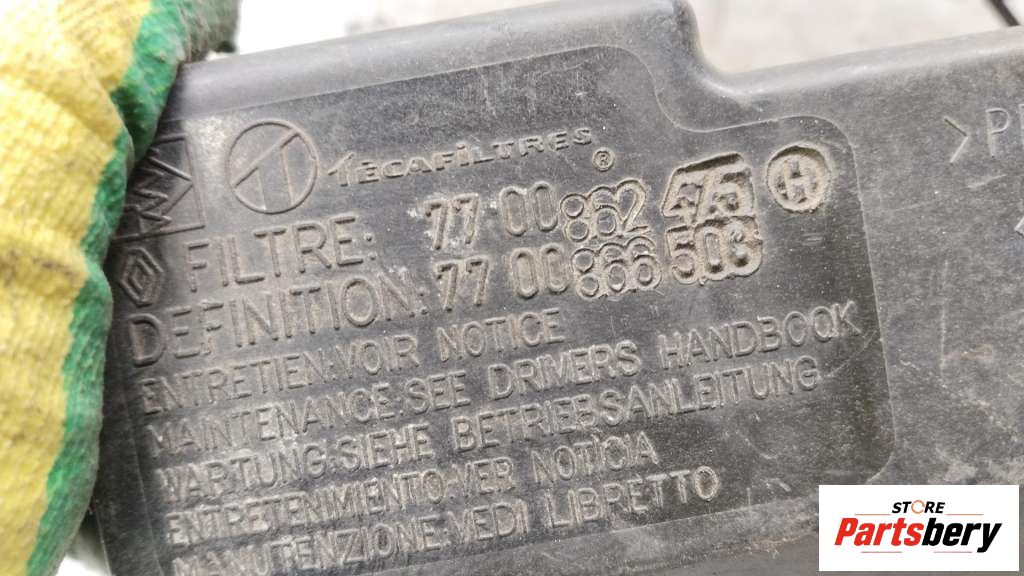 TECAFILTRES ®
FILTRE: 77 00 862 475 H
DEFINITION: 77 00 866 503
ENTRETIEN:VOIR NOTICE
MAINTENANCE:SEE DRIVERS HANDBOOK
WARTUNG:SIEHE BETRIEBSANLEITUNG
ENTRETENIMIENTO:VER NOTICIA
MANUTENZIONE:VEDI LIBRETTO
>P
STORE
Partsbery